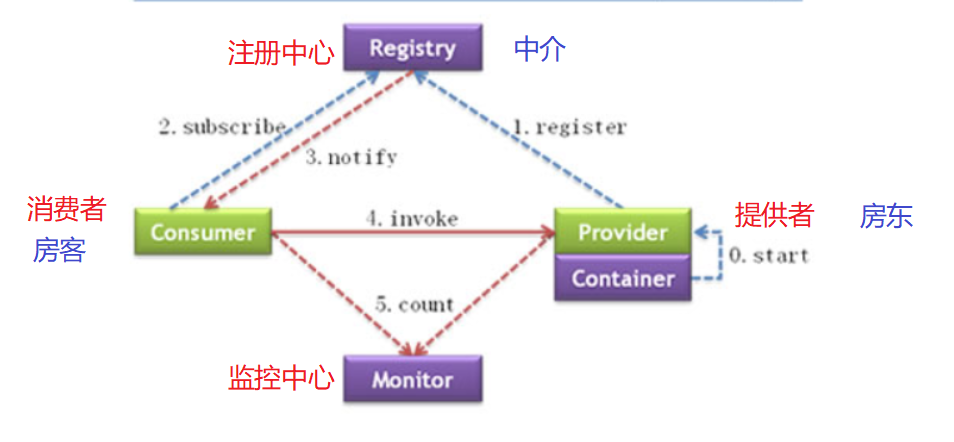 注册中心
Registry
中介
2. subscribe
1. register
3. notify
消费者
房客
Consumer
4. invoke
Provider
提供者
房东
Container
0. start
5. count
监控中心
Monitor